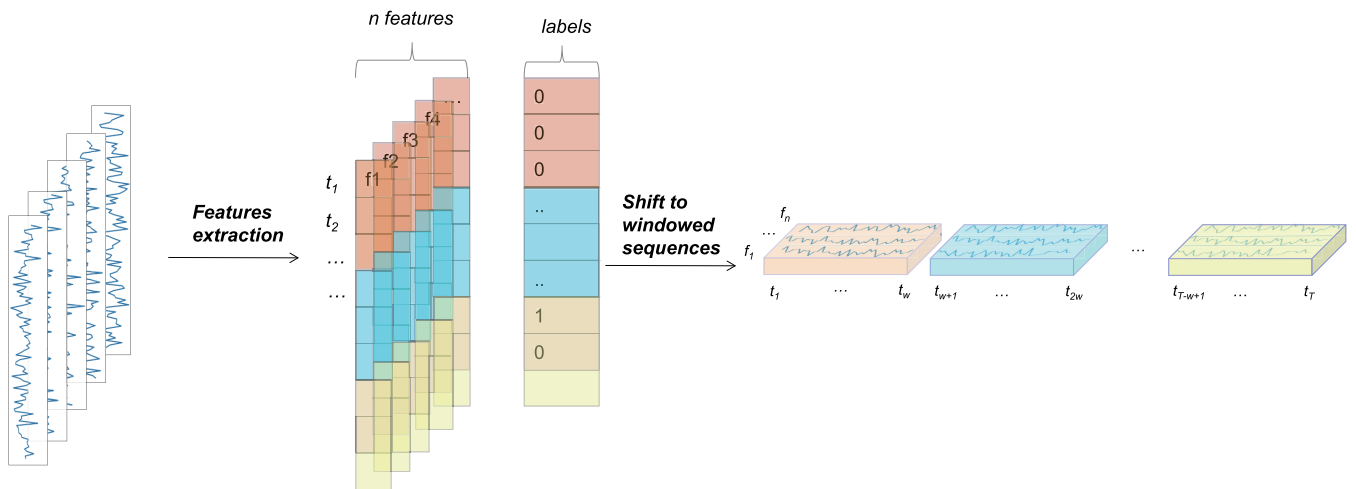 n features
labels
...
f4
f3
f2
f1
t1
t2
...
...
0
0
0
..
..
1
0
Features
extraction
Shift to
windowed
sequences
fn
...
f1
t1 ... tw
tw+1 ... t2w
...
tT-w+1 ... tT